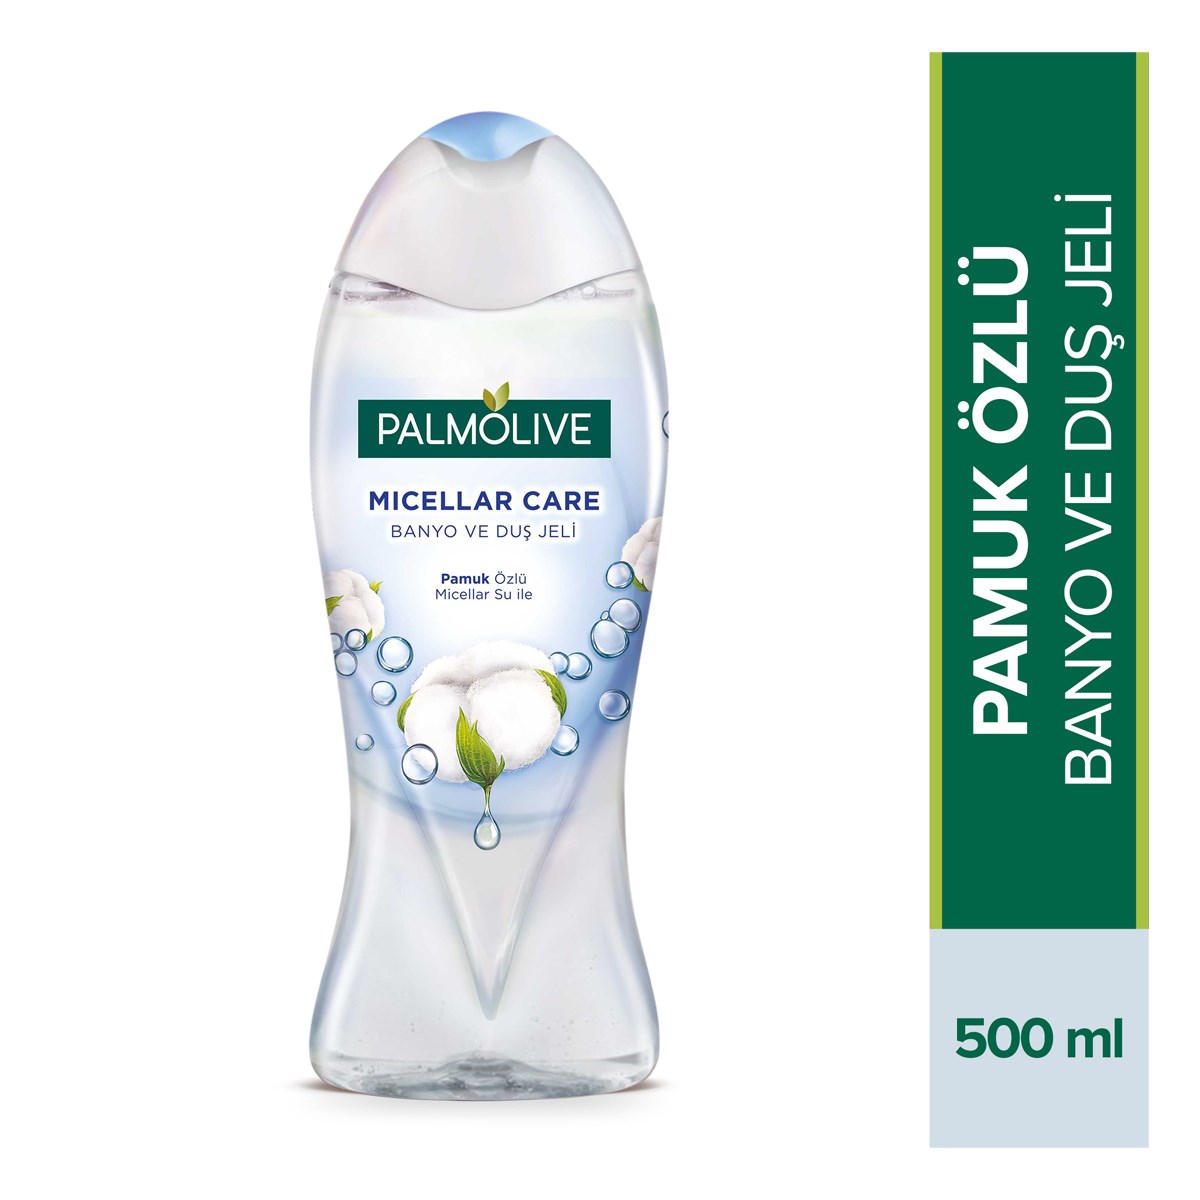 PALMOLIVE
MICELLAR CARE
BANYO VE DUŞ JELİ
Pamuk Özlü
Micellar Su ile
PAMUK ÖZLÜ
BANYO VE DUŞ JELİ
500 ml